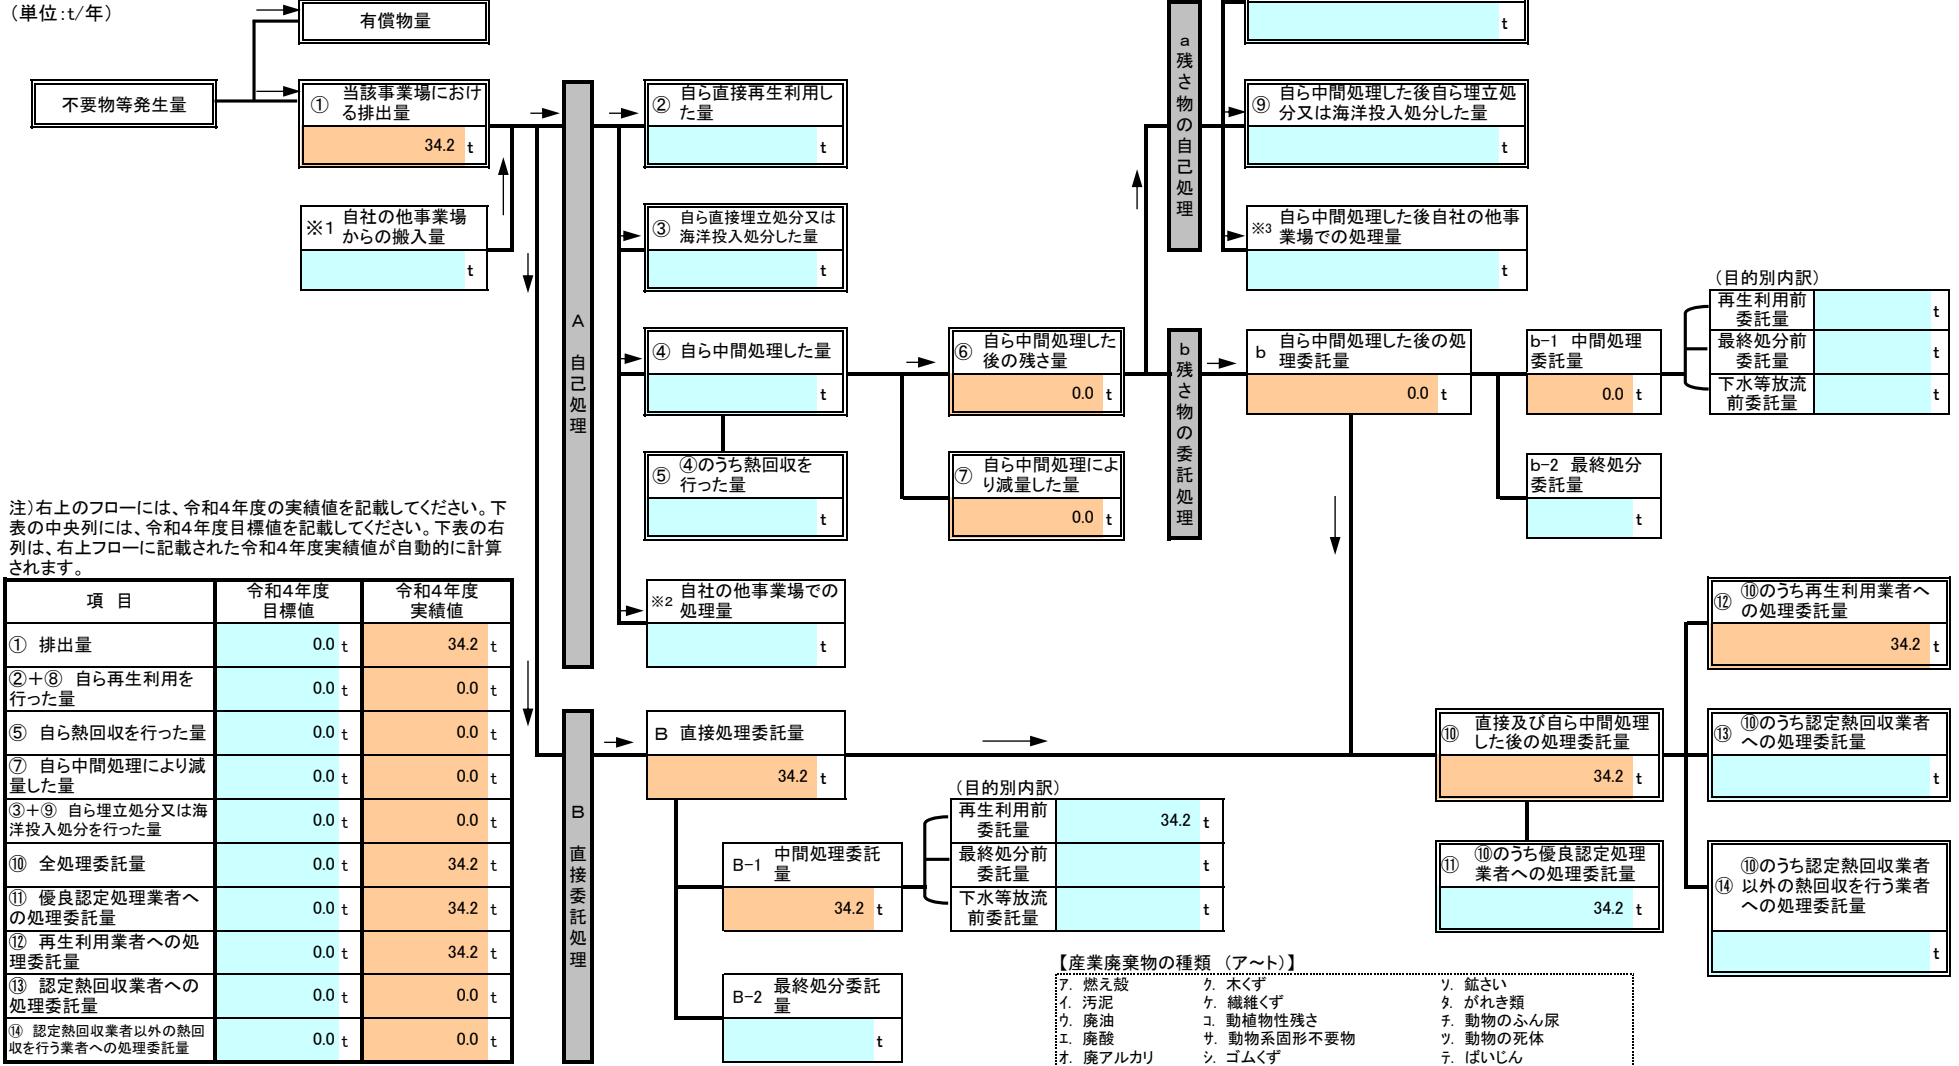 (単位:t/年)
有償物量
不要物等発生量
① 当該事業場におけ
る排出量
34.2 t
※1 自社の他事業場
からの搬入量
t
A 自己処理
② 自ら直接再生利用し
た量
t
③ 自ら直接埋立処分又は
海洋投入処分した量
t
④ 自ら中間処理した量
t
⑤ ④のうち熱回収を
行った量
t
※2 自社の他事業場での
処理量
t
⑥ 自ら中間処理した
後の残さ量
0.0 t
⑦ 自ら中間処理によ
り減量した量
0.0 t
a 残さ物の自己処理
t
⑨ 自ら中間処理した後自ら埋立処
分又は海洋投入処分した量
t
※3 自ら中間処理した後自社の他事
業場での処理量
t
b 残さ物の委託処理
b 自ら中間処理した後の処
理委託量
0.0 t
b-1 中間処理
委託量
0.0 t
b-2 最終処分
委託量
t
(目的別内訳)
再生利用前
委託量
t
最終処分前
委託量
t
下水等放流
前委託量
t
注)右上のフローには、令和4年度の実績値を記載してください。下
表の中央列には、令和4年度目標値を記載してください。下表の右
列は、右上フローに記載された令和4年度実績値が自動的に計算
されます。
項 目 令和4年度
目標値 令和4年度
実績値
① 排出量 0.0 t 34.2 t
②+⑧ 自ら再生利用を
行った量 0.0 t 0.0 t
⑤ 自ら熱回収を行った量 0.0 t 0.0 t
⑦ 自ら中間処理により減
量した量 0.0 t 0.0 t
③+⑨ 自ら埋立処分又は海
洋投入処分を行った量 0.0 t 0.0 t
⑩ 全処理委託量 0.0 t 34.2 t
⑪ 優良認定処理業者へ
の処理委託量 0.0 t 34.2 t
⑫ 再生利用業者への処
理委託量 0.0 t 34.2 t
⑬ 認定熱回収業者への
処理委託量 0.0 t 0.0 t
⑭ 認定熱回収業者以外の熱回
収を行う業者への処理委託量 0.0 t 0.0 t
B 直接委託処理
B 直接処理委託量
34.2 t
B-1 中間処理委託
量
34.2 t
B-2 最終処分委託
量
t
(目的別内訳)
再生利用前
委託量
34.2 t
最終処分前
委託量
t
下水等放流
前委託量
t
⑩ 直接及び自ら中間処理
した後の処理委託量
34.2 t
⑪ ⑩のうち優良認定処理
業者への処理委託量
34.2 t
⑫ ⑩のうち再生利用業者へ
の処理委託量
34.2 t
⑬ ⑩のうち認定熱回収業者
への処理委託量
t
⑭ ⑩のうち認定熱回収業者
以外の熱回収を行う業者
への処理委託量
t
【産業廃棄物の種類 (ア~ト)】
ア. 燃え殻 ク. 木くず ソ. 鉱さい
イ. 汚泥 ケ. 繊維くず タ. がれき類
ウ. 廃油 コ. 動植物性残さ チ. 動物のふん尿
エ. 廃酸 サ. 動物系固形不要物 ツ. 動物の死体
オ. 廃アルカリ シ. ゴムくず テ. ばいじん